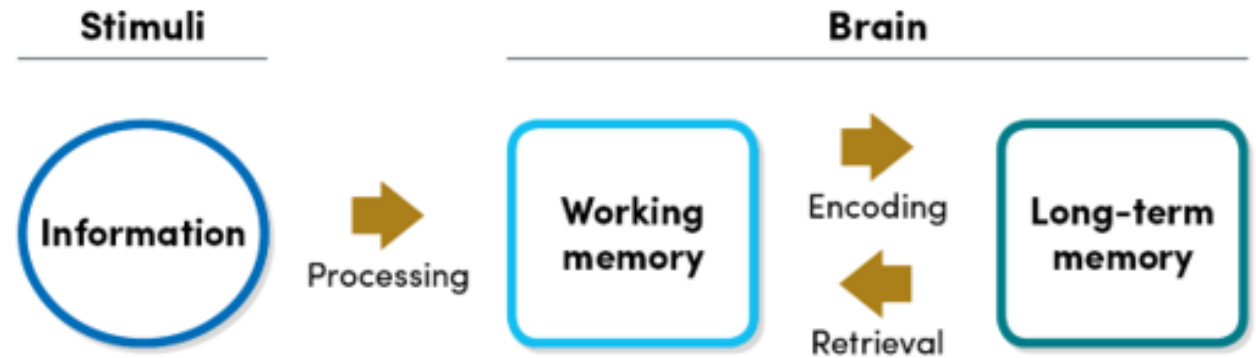 Stimuli
Brain
Information
Processing
Working
memory
Encoding
Retrieval
Long-term
memory